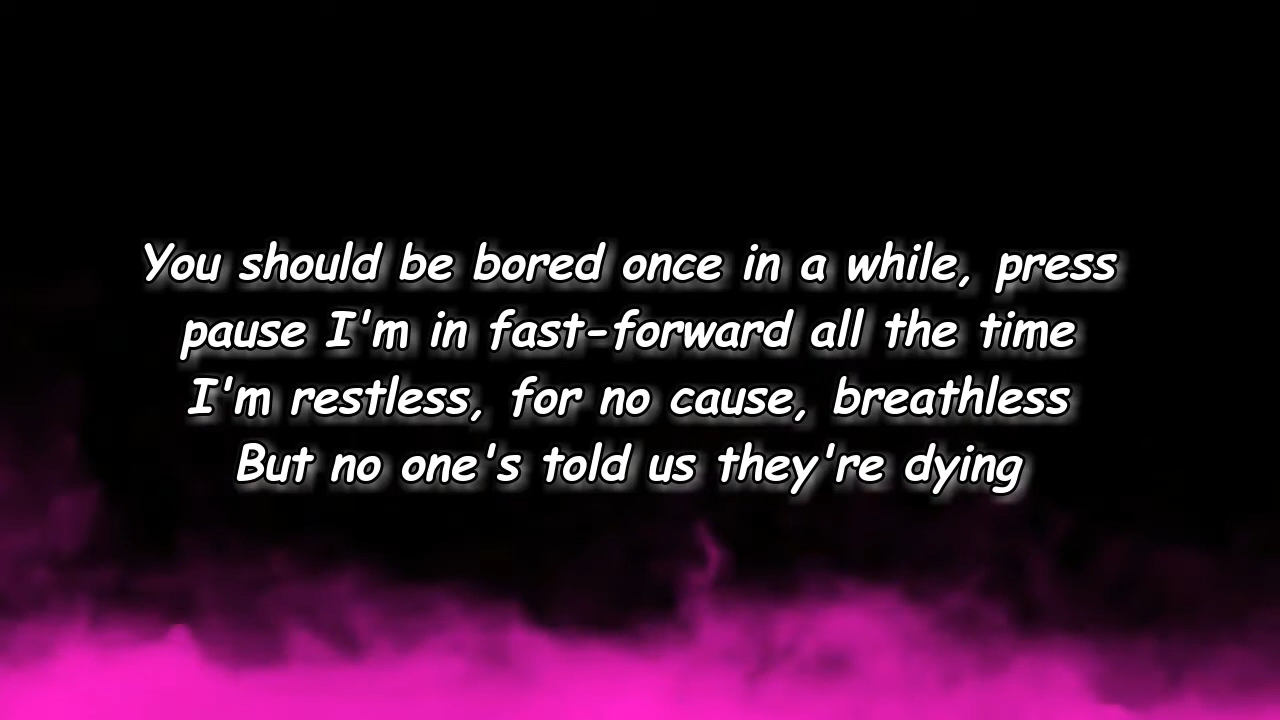 You should be bored once in a while, press
pause I'm in fast-forward all the time
I'm restless, for no cause, breathless
But no one's told us they're dying